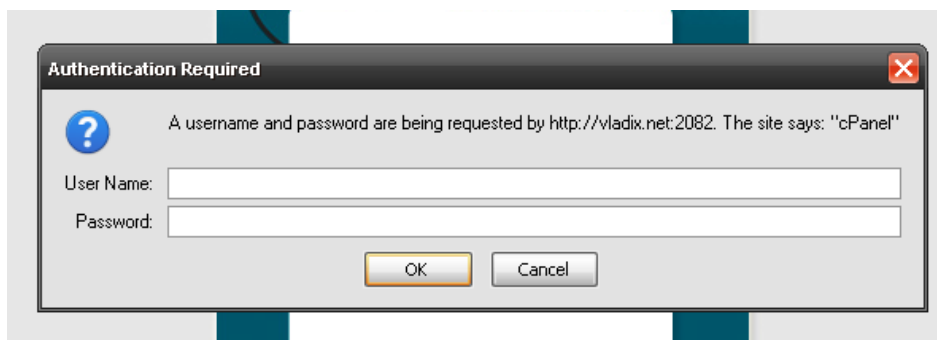 Authentication Required
A username and password are being requested by http://vladix.net:2082. The site says: "cPanel"
User Name:
Password:
OK Cancel